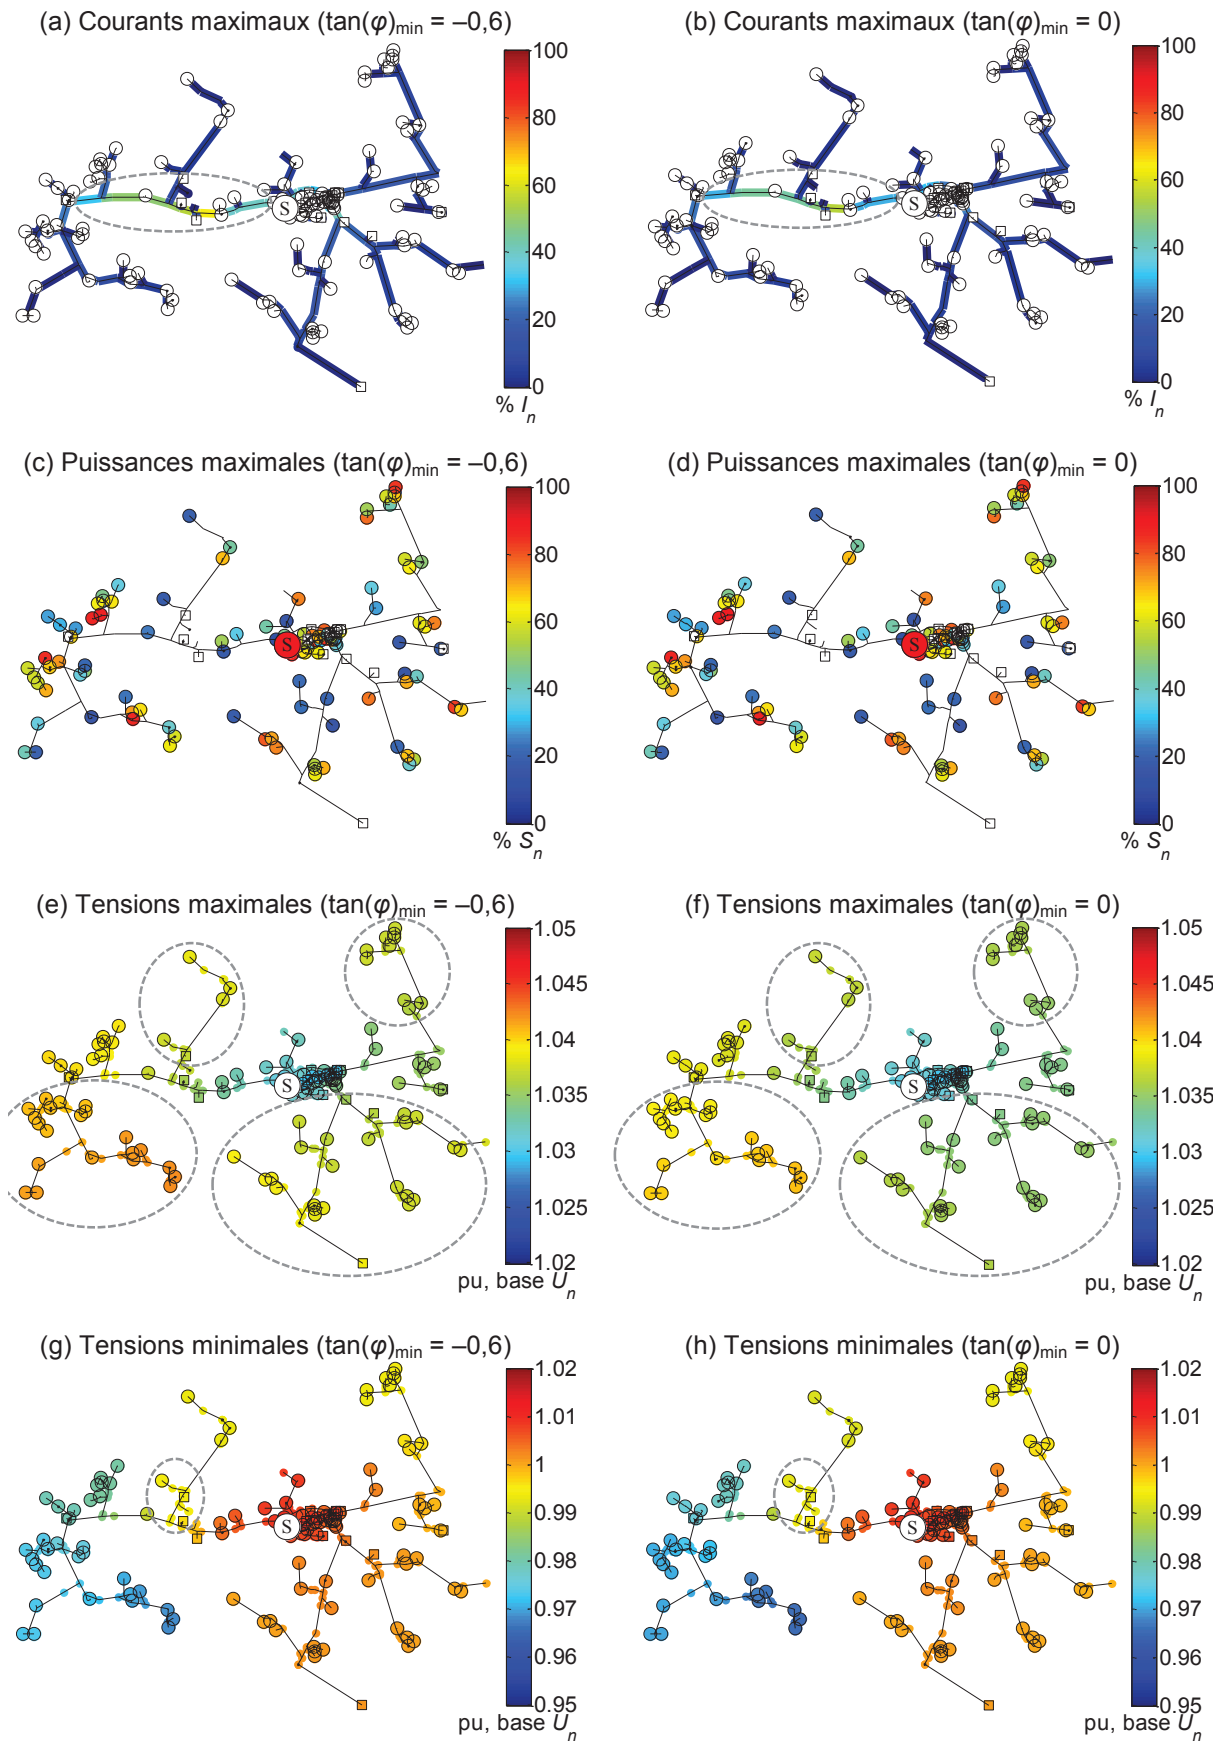 (a) Courants maximaux (tan(φ)min = –0,6)
100
80
60
40
20
0
% In
S
(b) Courants maximaux (tan(φ)min = 0)
100
80
60
40
20
0
% In
S
(c) Puissances maximales (tan(φ)min = –0,6)
100
80
60
40
20
0
% Sn
S
(d) Puissances maximales (tan(φ)min = 0)
100
80
60
40
20
0
% Sn
S
(e) Tensions maximales (tan(φ)min = –0,6)
1.05
1.045
1.04
1.035
1.03
1.025
1.02
pu, base Un
S
(f) Tensions maximales (tan(φ)min = 0)
1.05
1.045
1.04
1.035
1.03
1.025
1.02
pu, base Un
S
(g) Tensions minimales (tan(φ)min = –0,6)
1.02
1.01
1
0.99
0.98
0.97
0.96
0.95
pu, base Un
S
(h) Tensions minimales (tan(φ)min = 0)
1.02
1.01
1
0.99
0.98
0.97
0.96
0.95
pu, base Un
S